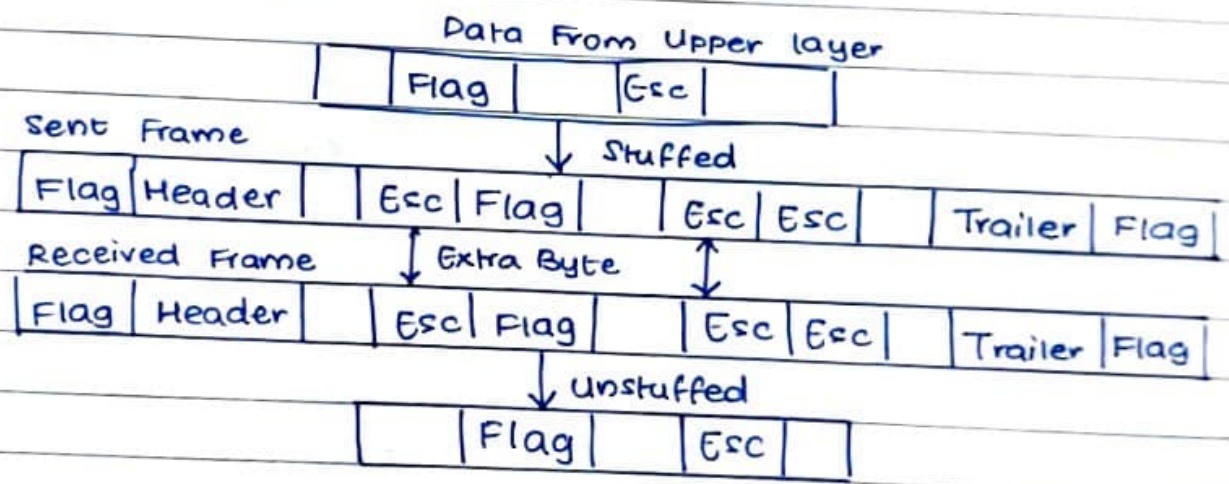 Data From Upper layer
Flag Esc
Sent Frame
Stuffed
Flag Header Esc Flag Esc Esc Trailer Flag
Received Frame Extra Byte
Flag Header Esc Flag Esc Esc Trailer Flag
Unstuffed
Flag Esc